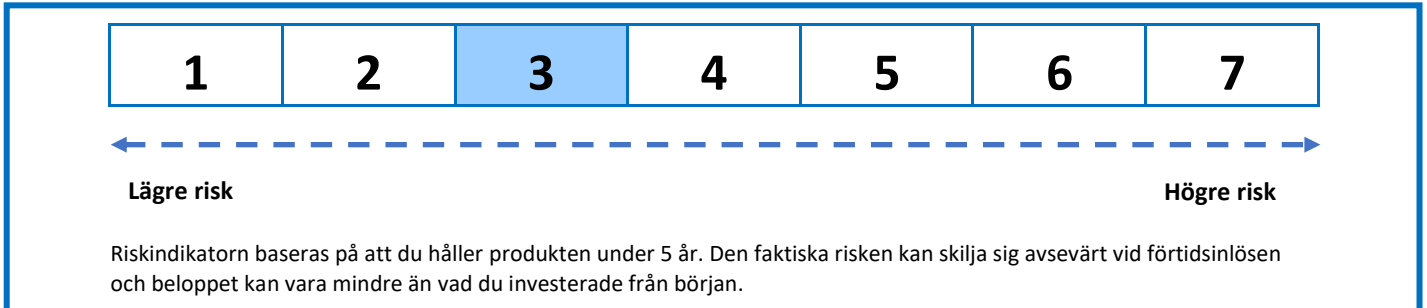 1 2 3 4 5 6 7
Lägre risk Högre risk
Riskindikatorn baseras på att du håller produkten under 5 år. Den faktiska risken kan skilja sig avsevärt vid förtidsinlösen
och beloppet kan vara mindre än vad du investerade från början.